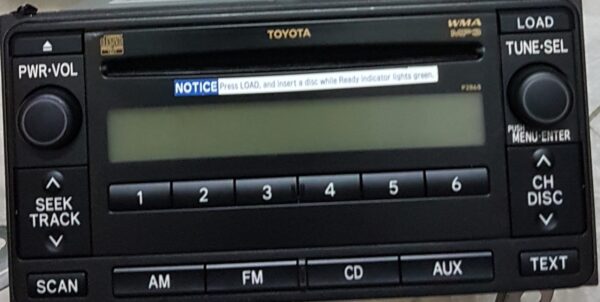 LOAD
TOYOTA
WMA
MP3
PWR·VOL
TUNE·SEL
NOTICE Press LOAD, and insert a disc while Ready indicator lights green.
P2868
PUSH
MENU·ENTER
1 2 3 4 5 6
SEEK
TRACK
CH
DISC
SCAN
AM FM CD AUX
TEXT